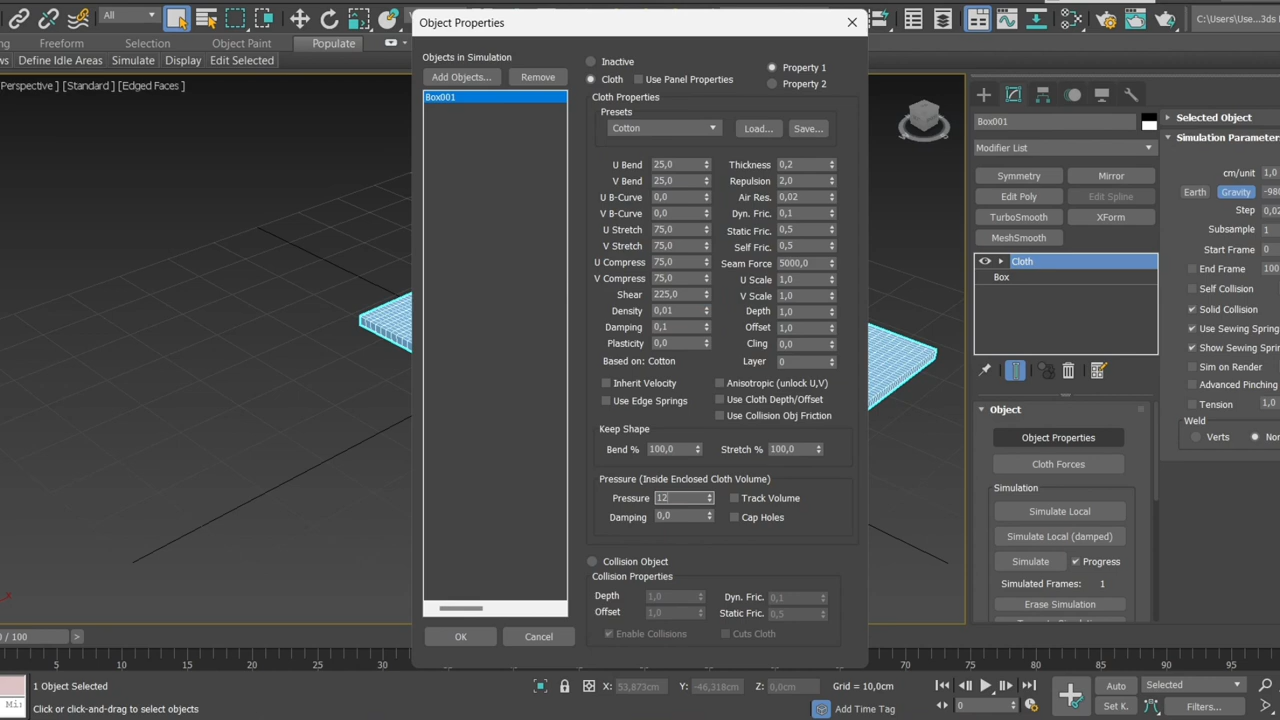 All
C:\Users\Use...3ds
Freeform Selection Object Paint Populate
Define Idle Areas Simulate Display Edit Selected
Perspective ] [Standard ] [Edged Faces ]
Object Properties
Objects in Simulation
Add Objects... Remove
Box001
Inactive
Cloth Use Panel Properties
Property 1
Property 2
Cloth Properties
Presets
Cotton Load... Save...
U Bend 25,0 Thickness 0,2
V Bend 25,0 Repulsion 2,0
U B-Curve 0,0 Air Res. 0,02
V B-Curve 0,0 Dyn. Fric. 0,1
U Stretch 75,0 Static Fric. 0,5
V Stretch 75,0 Self Fric. 0,5
U Compress 75,0 Seam Force 5000,0
V Compress 75,0 U Scale 1,0
Shear 225,0 V Scale 1,0
Density 0,01 Depth 1,0
Damping 0,1 Offset 1,0
Plasticity 0,0 Cling 0,0
Based on: Cotton Layer 0
Inherit Velocity Anisotropic (unlock U,V)
Use Edge Springs Use Cloth Depth/Offset
Use Collision Obj Friction
Keep Shape
Bend % 100,0 Stretch % 100,0
Pressure (Inside Enclosed Cloth Volume)
Pressure 12 Track Volume
Damping 0,0 Cap Holes
Collision Object
Collision Properties
Depth 1,0 Dyn. Fric. 0,1
Offset 1,0 Static Fric. 0,5
Enable Collisions Cuts Cloth
OK Cancel
Box001
Modifier List
Symmetry Mirror
Edit Poly Edit Spline
TurboSmooth XForm
MeshSmooth
Cloth
Box
Object
Object Properties
Cloth Forces
Simulation
Simulate Local
Simulate Local (damped)
Simulate Progress
Simulated Frames: 1
Erase Simulation
Selected Object
Simulation Parameters
cm/unit 1,0
Earth Gravity -980
Step 0,02
Subsample 1
Start Frame 0
End Frame 100
Self Collision
Solid Collision
Use Sewing Spring
Show Sewing Sprin
Sim on Render
Advanced Pinching
Tension 1,0
Weld
Verts Non
0 / 100 >
5 10 15 20 25 30 35 40 45 50 55 60 65 70 75 80 85 90 95
1 Object Selected
Click or click-and-drag to select objects
X: 53,873cm Y: -46,318cm Z: 0,0cm Grid = 10,0cm
Add Time Tag
0
Auto Selected
Set K. Filters...